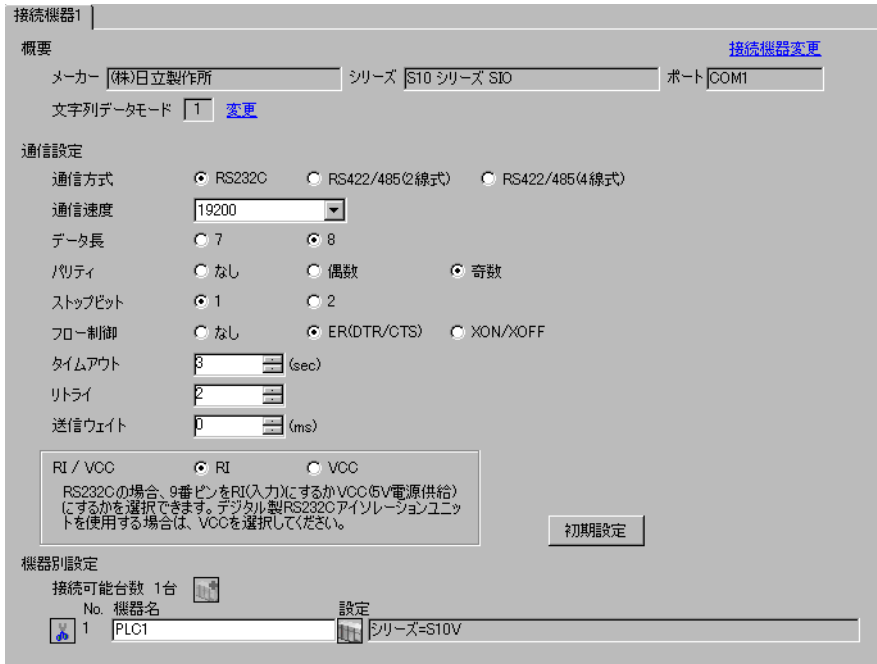 接続機器1
概要
接続機器変更
メーカー (株)日立製作所 シリーズ S10 シリーズ SIO ポート COM1
文字列データモード 1 変更
通信設定
通信方式 RS232C RS422/485(2線式) RS422/485(4線式)
通信速度 19200
データ長 7 8
パリティ なし 偶数 奇数
ストップビット 1 2
フロー制御 なし ER(DTR/CTS) XON/XOFF
タイムアウト 3 (sec)
リトライ 2
送信ウェイト 0 (ms)
RI / VCC RI VCC
RS232Cの場合、9番ピンをRI(入力)にするかVCC(5V電源供給)
にするかを選択できます。デジタル製RS232Cアイソレーションユニッ
トを使用する場合は、VCCを選択してください。
初期設定
機器別設定
接続可能台数 1台
No. 機器名 設定
1 PLC1 シリーズ=S10V